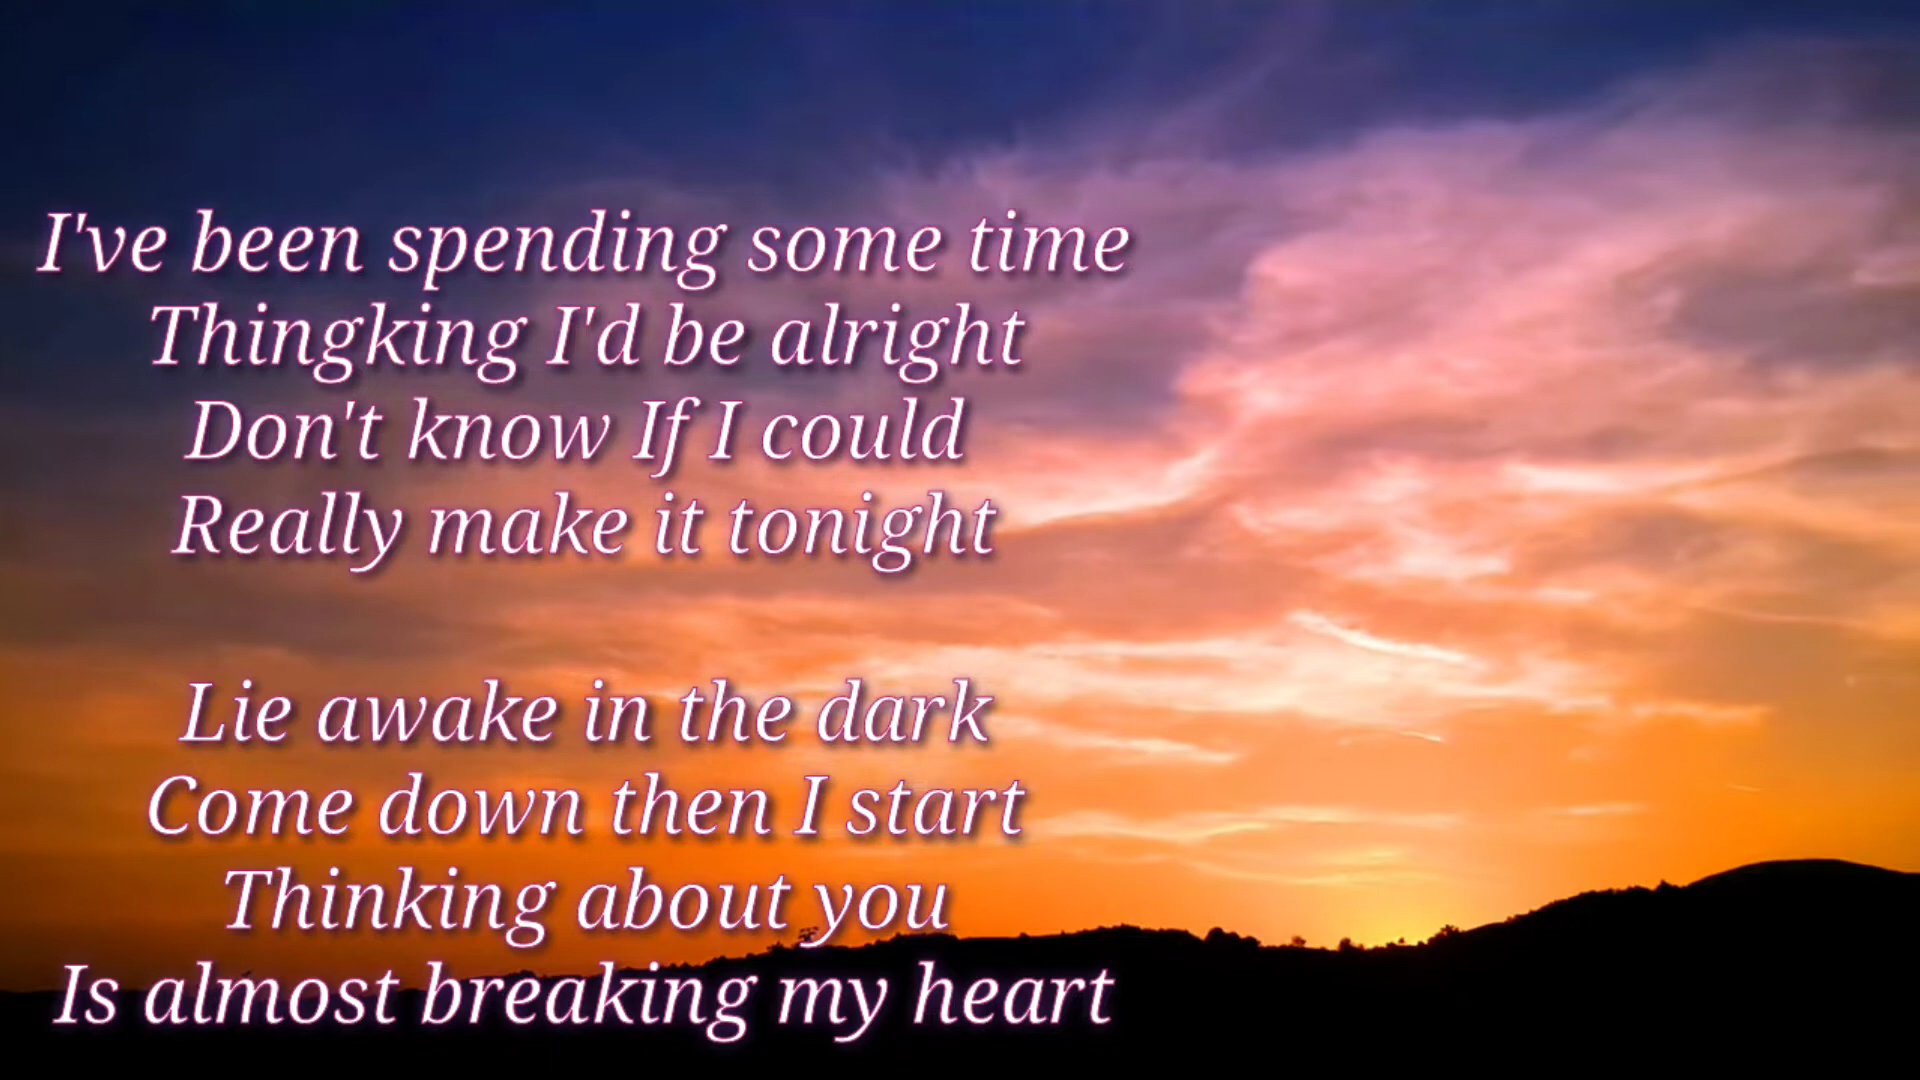 I've been spending some time
Thingking I'd be alright
Don't know If I could
Really make it tonight
Lie awake in the dark
Come down then I start
Thinking about you
Is almost breaking my heart